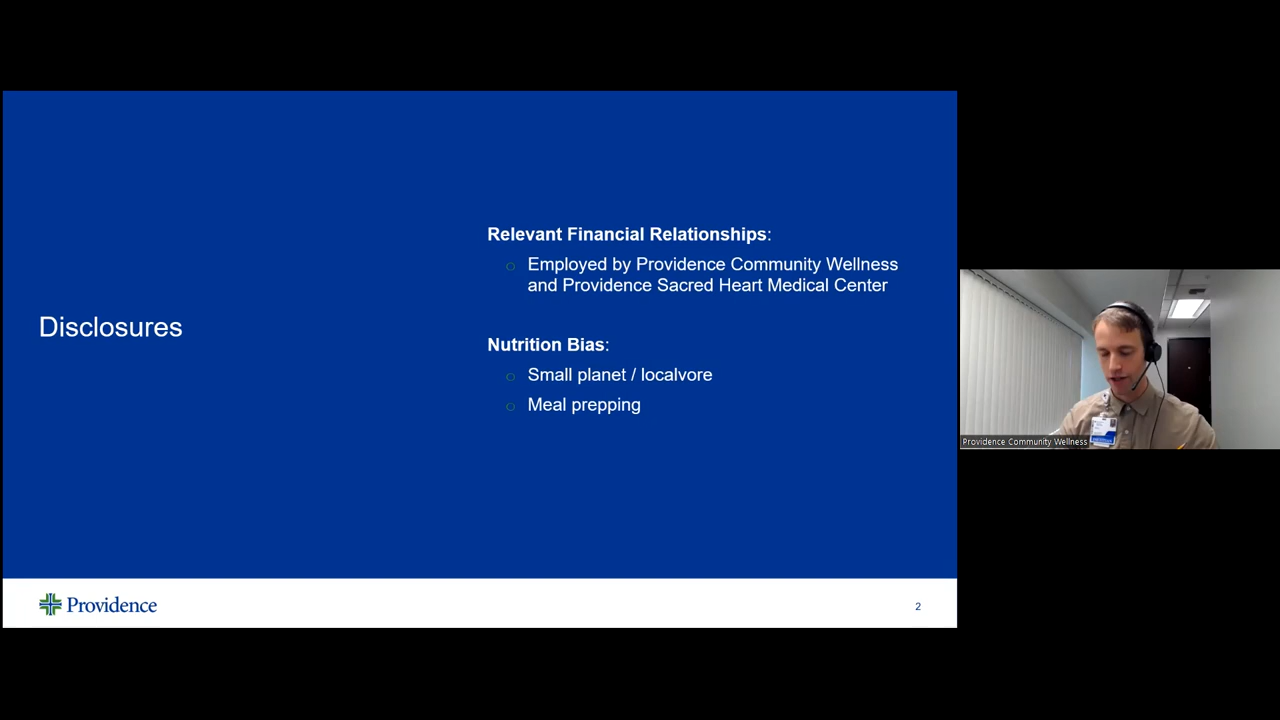 Disclosures
Relevant Financial Relationships:
Employed by Providence Community Wellness
and Providence Sacred Heart Medical Center
Nutrition Bias:
Small planet / localvore
Meal prepping
Providence
2
Providence Community Wellness